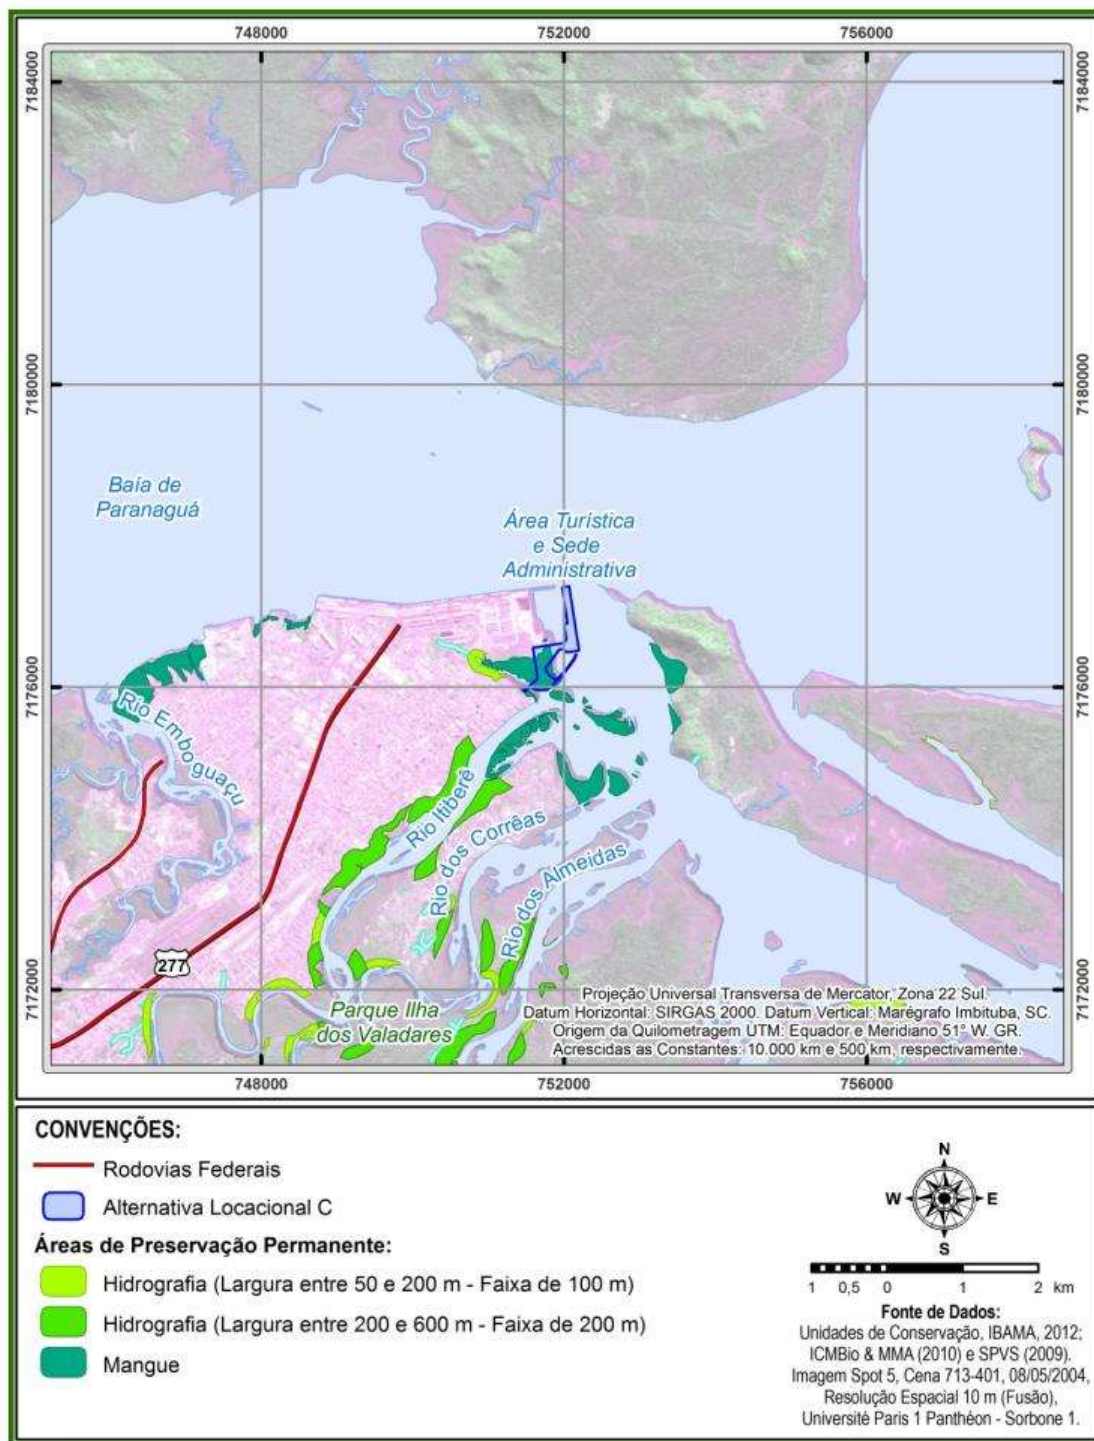 748000 752000 756000
7184000 7184000
7180000 7180000
Baía de
Paranaguá
Área Turística
e Sede
Administrativa
7176000 7176000
Rio Emboguaçu
Rio Itiberê
Rio dos Corrêas
Rio dos Almeidas
277
7172000 7172000
Parque Ilha
dos Valadares
Projeção Universal Transversa de Mercator, Zona 22 Sul.
Datum Horizontal: SIRGAS 2000. Datum Vertical: Marégrafo Imbituba, SC.
Origem da Quilometragem UTM: Equador e Meridiano 51° W. GR.
Acrescidas as Constantes: 10.000 km e 500 km, respectivamente.
748000 752000 756000
CONVENÇÕES:
Rodovias Federais
Alternativa Locacional C
Áreas de Preservação Permanente:
Hidrografia (Largura entre 50 e 200 m - Faixa de 100 m)
Hidrografia (Largura entre 200 e 600 m - Faixa de 200 m)
Mangue
N
W E
S
1 0,5 0 1 2 km
Fonte de Dados:
Unidades de Conservação, IBAMA, 2012;
ICMBio & MMA (2010) e SPVS (2009).
Imagem Spot 5, Cena 713-401, 08/05/2004,
Resolução Espacial 10 m (Fusão),
Université Paris 1 Panthéon - Sorbone 1.